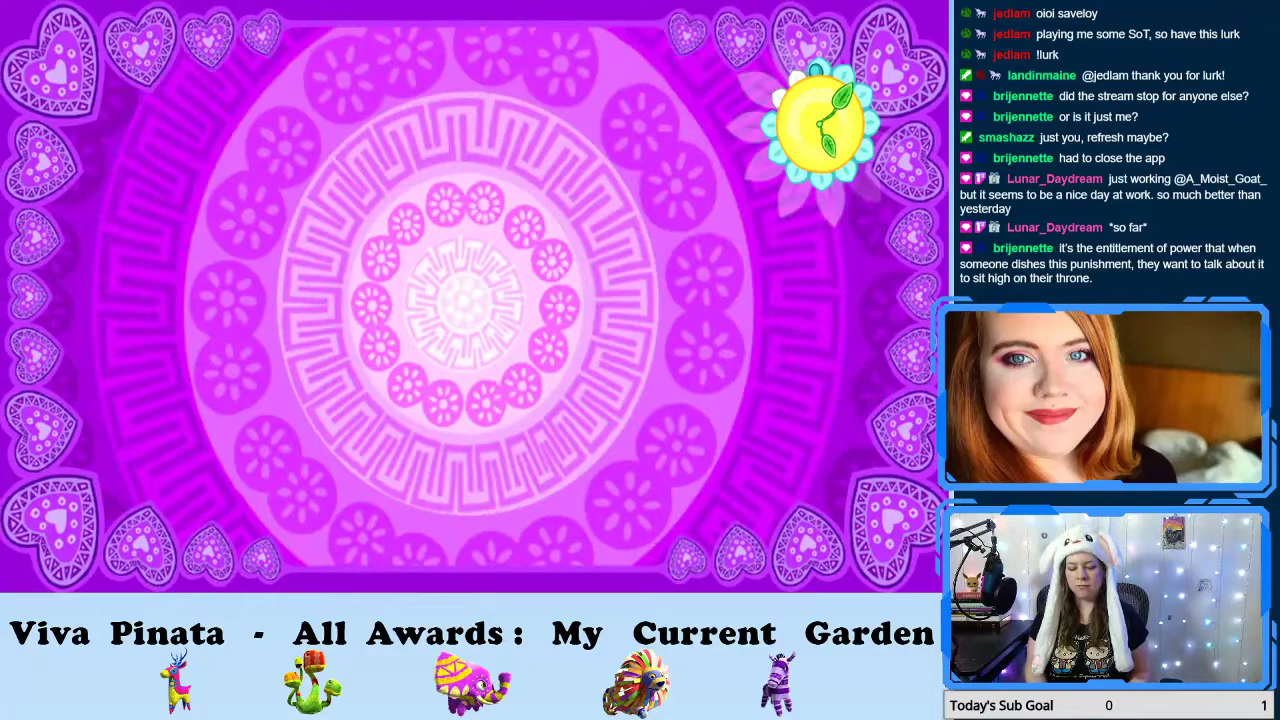 jedlam oioi saveloy
jedlam playing me some SoT, so have this lurk
jedlam !lurk
landinmaine @jedlam thank you for lurk!
brijennette did the stream stop for anyone else?
brijennette or is it just me?
smashazz just you, refresh maybe?
brijennette had to close the app
Lunar_Daydream just working @A_Moist_Goat_
but it seems to be a nice day at work. so much better than
yesterday
Lunar_Daydream *so far*
brijennette it's the entitlement of power that when
someone dishes this punishment, they want to talk about it
to sit high on their throne.
Viva Pinata - All Awards : My Current Garden
Today's Sub Goal 0 1